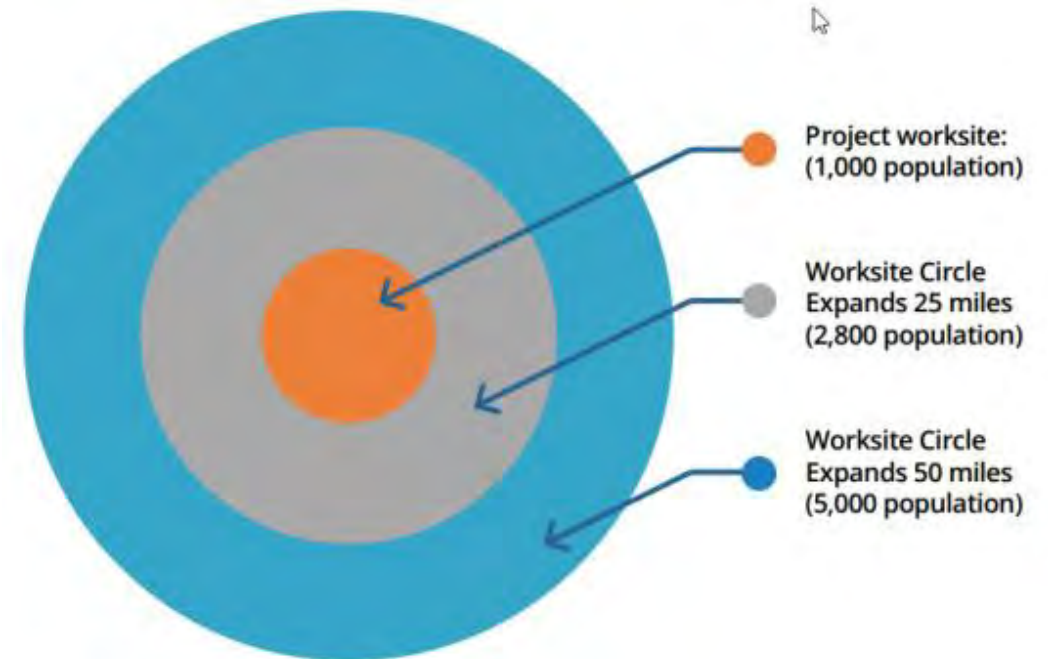 Project worksite:
(1,000 population)
Worksite Circle
Expands 25 miles
(2,800 population)
Worksite Circle
Expands 50 miles
(5,000 population)